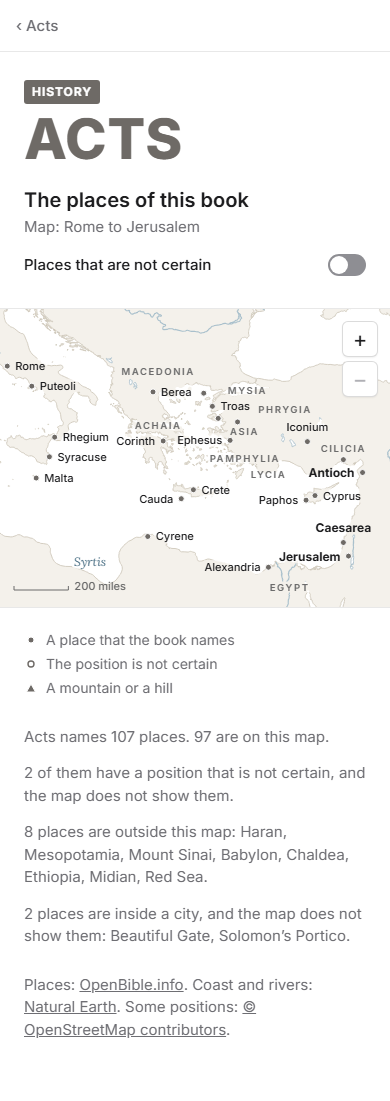 ‹ Acts
HISTORY
ACTS
The places of this book
Map: Rome to Jerusalem
Places that are not certain
+
−
MACEDONIA
Rome
Puteoli
Berea
MYSIA
Troas
PHRYGIA
ACHAIA
ASIA
Iconium
Rhegium
Corinth
Ephesus
CILICIA
Syracuse
PAMPHYLIA
Antioch
Malta
LYCIA
Crete
Cauda
Paphos
Cyprus
Caesarea
Cyrene
Jerusalem
Syrtis
Alexandria
200 miles
EGYPT
A place that the book names
The position is not certain
A mountain or a hill
Acts names 107 places. 97 are on this map.
2 of them have a position that is not certain, and
the map does not show them.
8 places are outside this map: Haran,
Mesopotamia, Mount Sinai, Babylon, Chaldea,
Ethiopia, Midian, Red Sea.
2 places are inside a city, and the map does not
show them: Beautiful Gate, Solomon’s Portico.
Places: OpenBible.info. Coast and rivers:
Natural Earth. Some positions: ©
OpenStreetMap contributors.